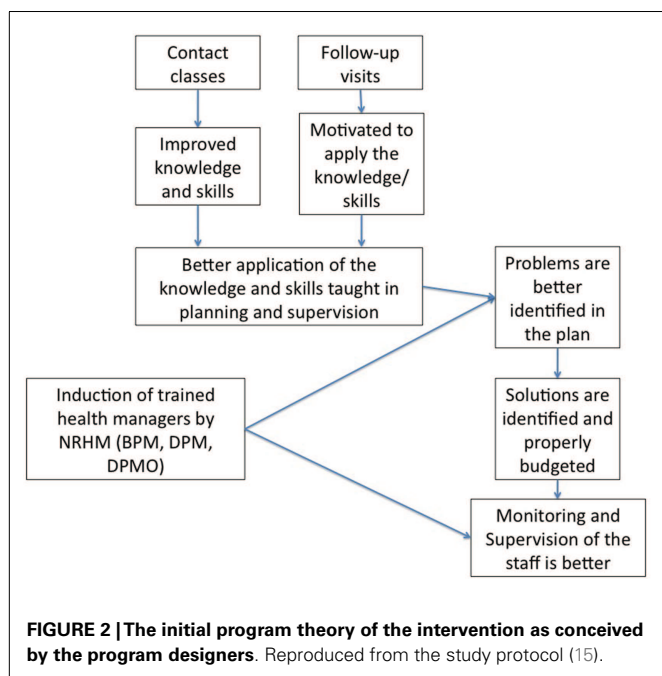 Contact
classes
Follow-up
visits
Improved
knowledge
and skills
Motivated to
apply the
knowledge/
skills
Better application of the
knowledge and skills taught in
planning and supervision
Problems are
better
identified in
the plan
Induction of trained
health managers by
NRHM (BPM, DPM,
DPMO)
Solutions are
identified and
properly
budgeted
Monitoring and
Supervision of the
staff is better
FIGURE 2 | The initial program theory of the intervention as conceived
by the program designers. Reproduced from the study protocol (15).